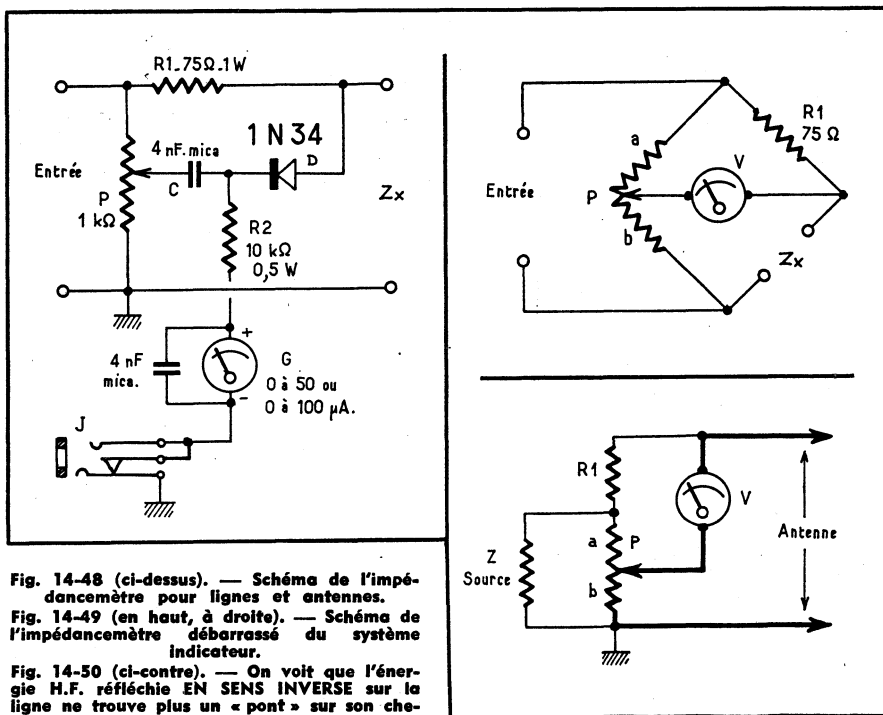 R1_75Ω_1W
4 nF. mica
1 N 34
D
Entrée
P
1 kΩ
C
Zx
R2
10 kΩ
0,5 W
4 nF
mica.
+
G
0 à 50 ou
0 à 100 µA.
-
J
R1
75 Ω
a
V
Entrée
P
b
Zx
R1
V
Z
Source
a
P
b
Antenne
Fig. 14-48 (ci-dessus). — Schéma de l'impé-
dancemètre pour lignes et antennes.
Fig. 14-49 (en haut, à droite). — Schéma de
l'impédancemètre débarrassé du système
indicateur.
Fig. 14-50 (ci-contre). — On voit que l'éner-
gie H.F. réfléchie EN SENS INVERSE sur la
ligne ne trouve plus un « pont » sur son che-